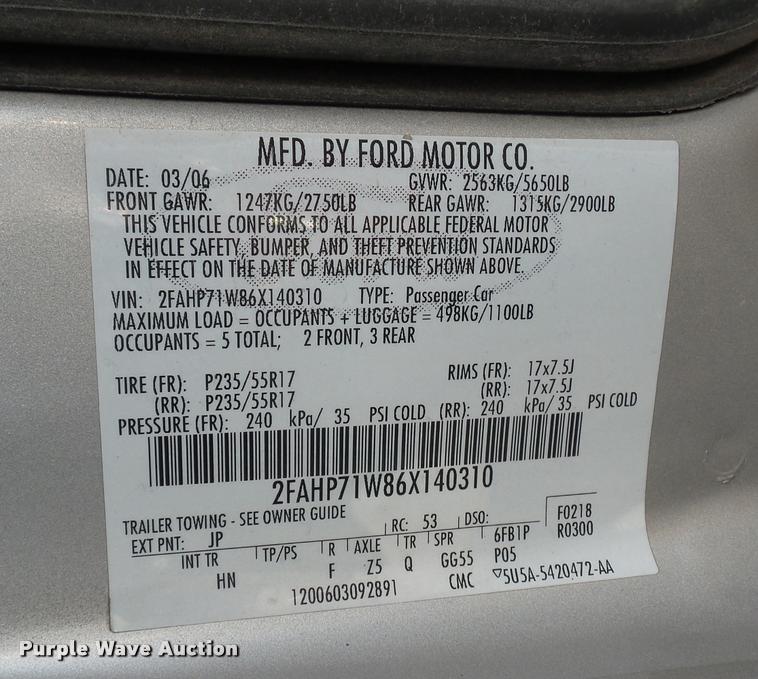 MFD. BY FORD MOTOR CO.
DATE: 03/06 GVWR: 2563KG/5650LB
FRONT GAWR: 1247KG/2750LB REAR GAWR: 1315KG/2900LB
THIS VEHICLE CONFORMS TO ALL APPLICABLE FEDERAL MOTOR
VEHICLE SAFETY, BUMPER, AND THEFT PREVENTION STANDARDS
IN EFFECT ON THE DATE OF MANUFACTURE SHOWN ABOVE.
VIN: 2FAHP71W86X140310 TYPE: Passenger Car
MAXIMUM LOAD = OCCUPANTS + LUGGAGE = 498KG/1100LB
OCCUPANTS = 5 TOTAL; 2 FRONT, 3 REAR
TIRE (FR): P235/55R17 RIMS (FR): 17x7.5J
(RR): P235/55R17 (RR): 17x7.5J
PRESSURE (FR): 240 kPa/ 35 PSI COLD (RR): 240 kPa/ 35 PSI COLD
2FAHP71W86X140310
TRAILER TOWING - SEE OWNER GUIDE
EXT PNT: JP RC: 53 DSO: F0218
INT TR TP/PS R AXLE TR SPR 6FB1P R0300
HN F Z5 Q GG55 P05
1200603092891 CMC ▽5U5A-5420472-AA
Purple Wave Auction